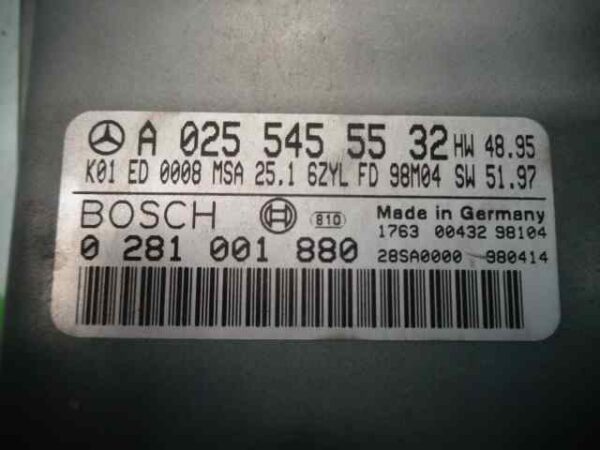 A 025 545 55 32 HW 48.95
K01 ED 0008 MSA 25.1 6ZYL FD 98M04 SW 51.97
BOSCH 810 Made in Germany
1763 00432 98104
0 281 001 880 28SA0000 980414